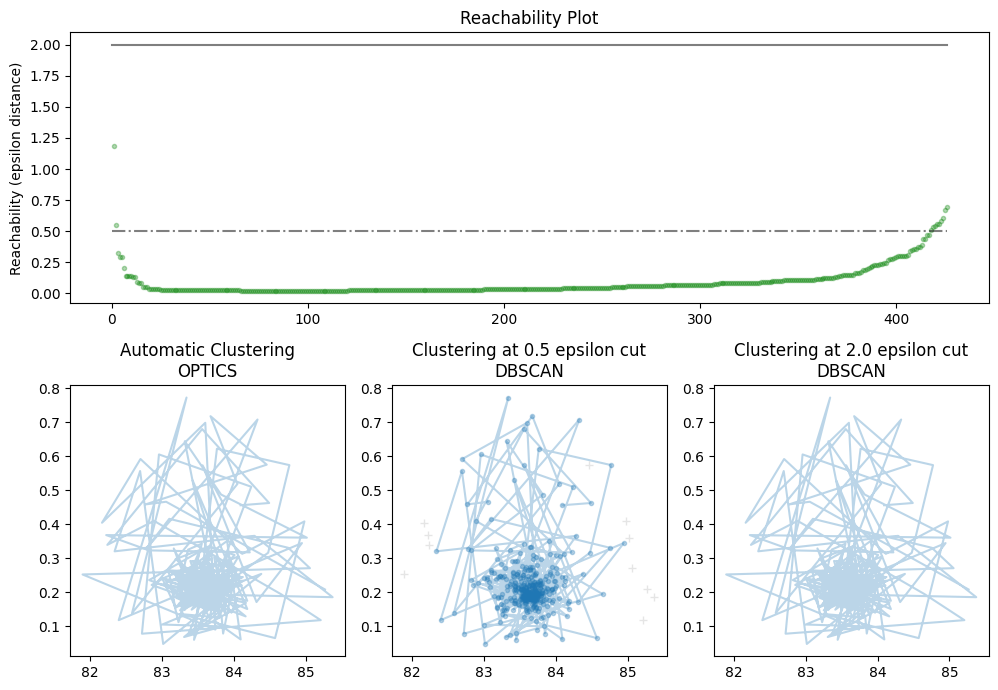 Reachability Plot
Reachability (epsilon distance)
2.00
1.75
1.50
1.25
1.00
0.75
0.50
0.25
0.00
0 100 200 300 400
Automatic Clustering
OPTICS
0.8
0.7
0.6
0.5
0.4
0.3
0.2
0.1
82 83 84 85
Clustering at 0.5 epsilon cut
DBSCAN
0.8
0.7
0.6
0.5
0.4
0.3
0.2
0.1
82 83 84 85
Clustering at 2.0 epsilon cut
DBSCAN
0.8
0.7
0.6
0.5
0.4
0.3
0.2
0.1
82 83 84 85